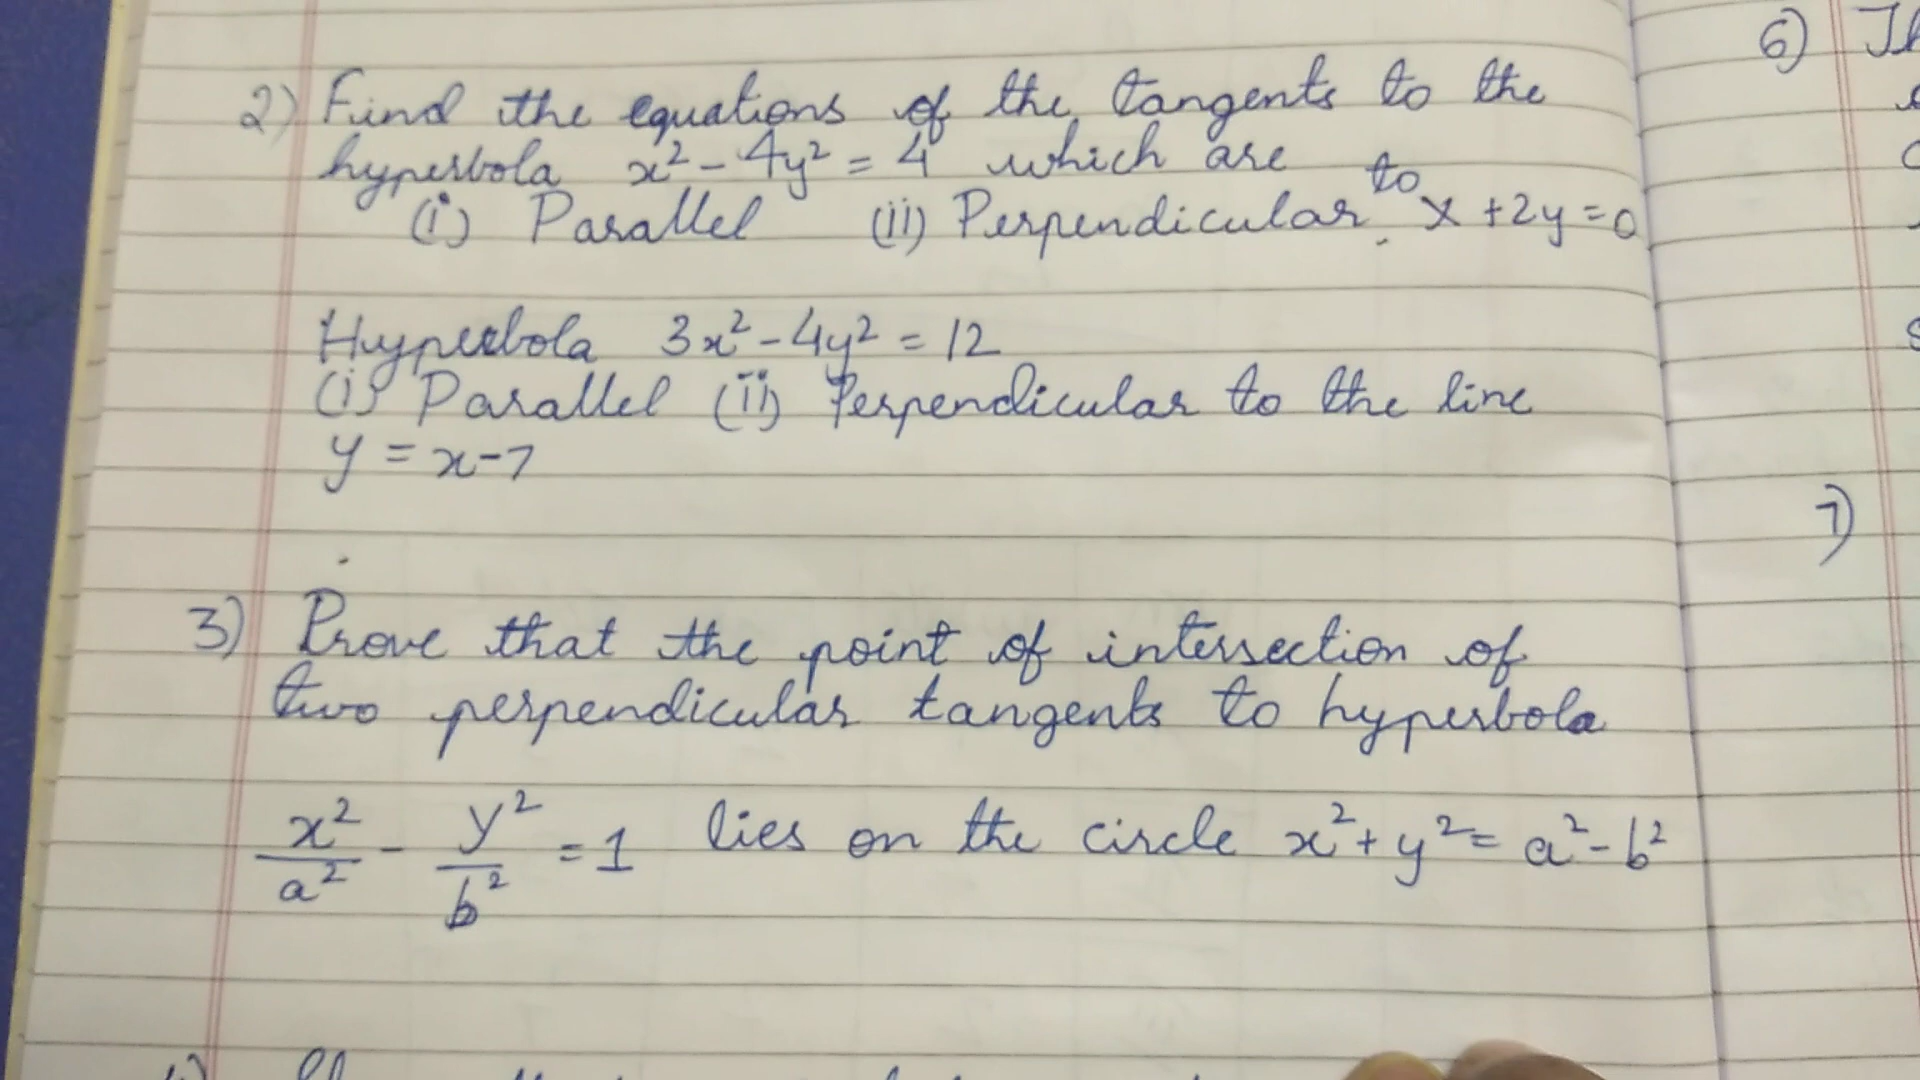 2) Find the equations of the tangents to the
hyperbola x² - 4y² = 4 which are
(i) Parallel (ii) Perpendicular to x + 2y = 0
Hyperbola 3x² - 4y² = 12
(i) Parallel (ii) Perpendicular to the line
y = x - 7
3) Prove that the point of intersection of
two perpendicular tangents to hyperbola
x²/a² - y²/b² = 1 lies on the circle x² + y² = a² - b²
6) Th
7)